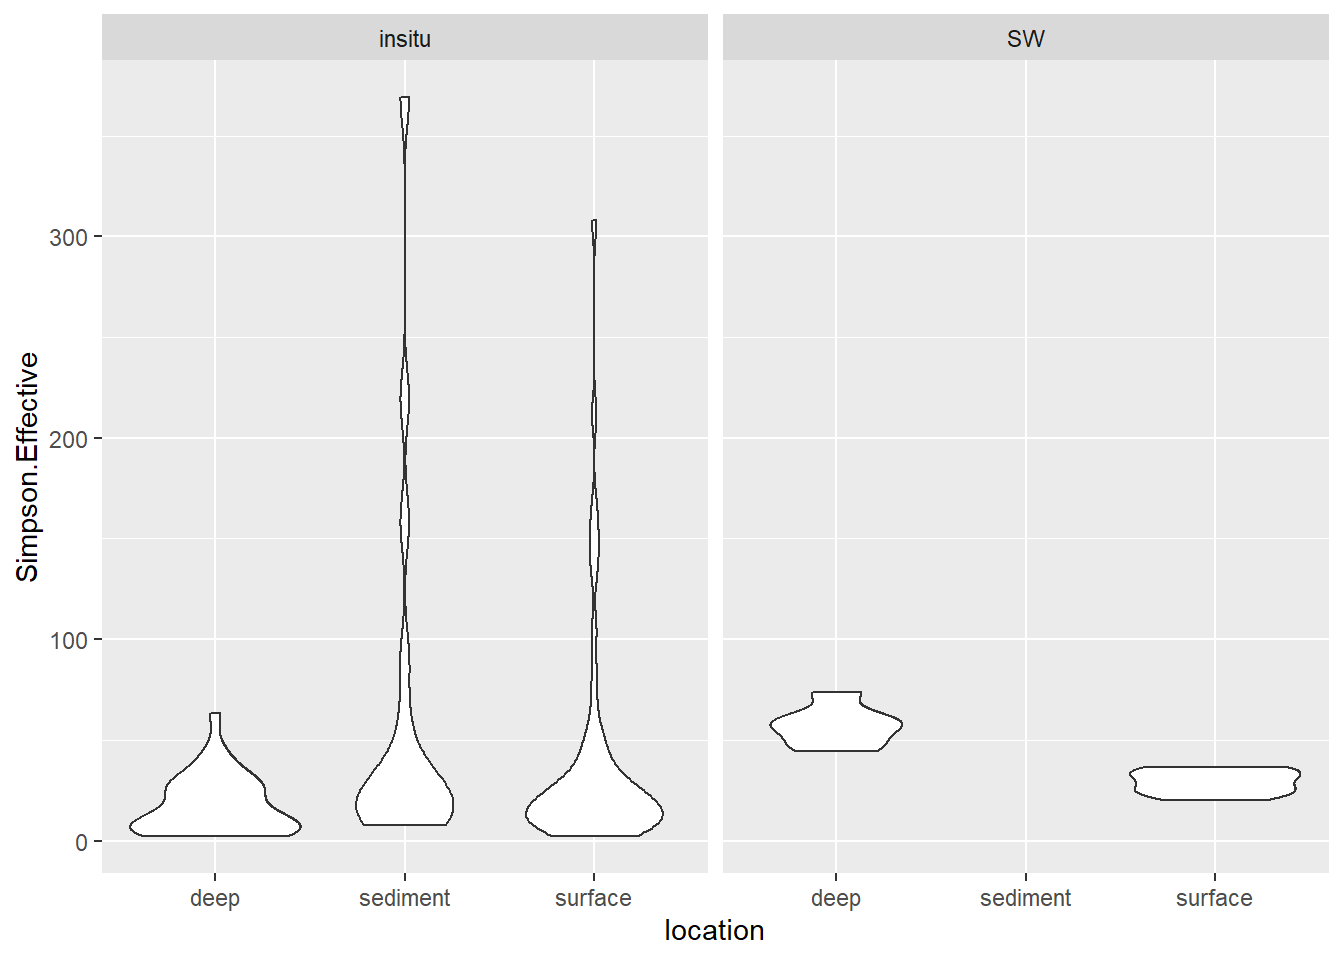 insitu
SW
Simpson.Effective
300
200
100
0
deep
sediment
surface
deep
sediment
surface
location